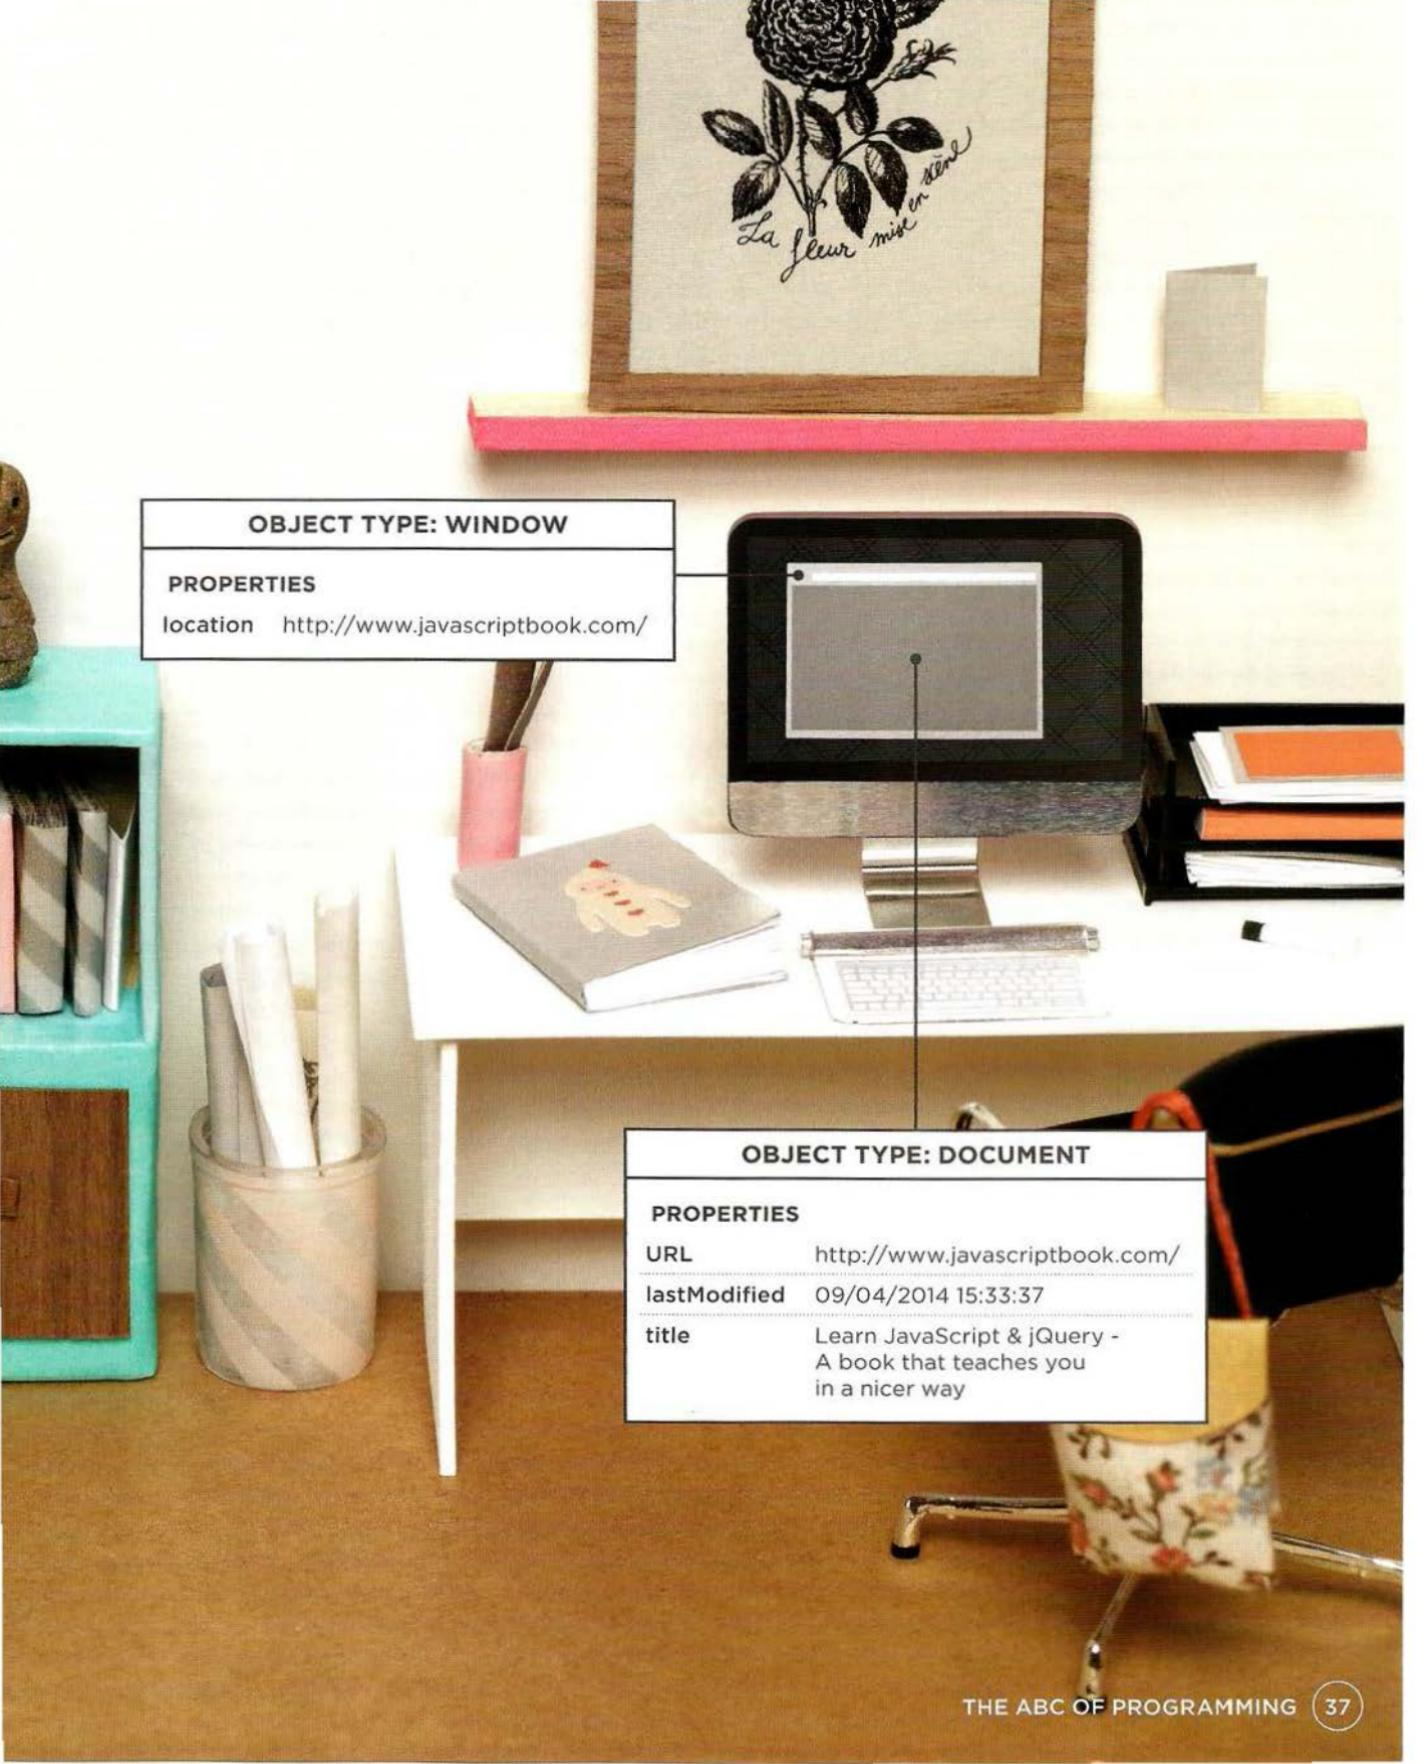 La fleur mise en scène
OBJECT TYPE: WINDOW
PROPERTIES
location http://www.javascriptbook.com/
OBJECT TYPE: DOCUMENT
PROPERTIES
URL http://www.javascriptbook.com/
lastModified 09/04/2014 15:33:37
title Learn JavaScript & jQuery -
A book that teaches you
in a nicer way
THE ABC OF PROGRAMMING 37